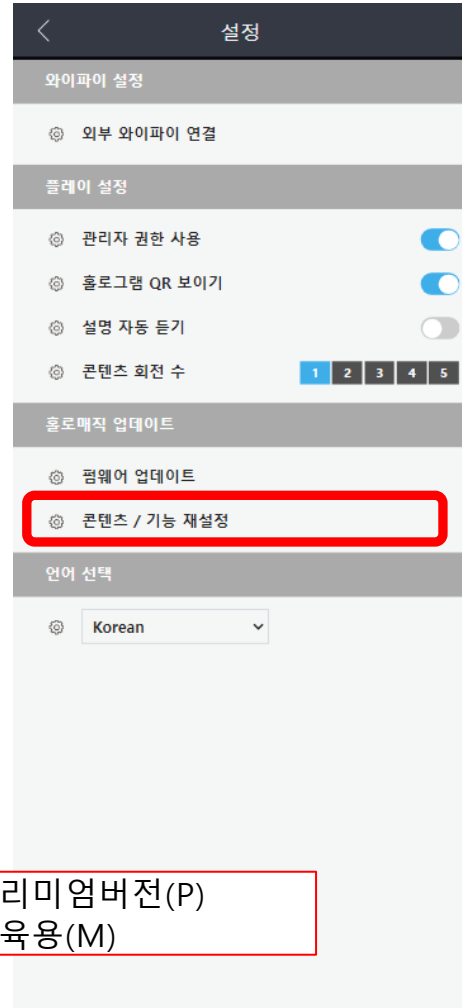 설정
와이파이 설정
외부 와이파이 연결
플레이 설정
관리자 권한 사용
홀로그램 QR 보이기
설명 자동 듣기
콘텐츠 회전 수 1 2 3 4 5
홀로매직 업데이트
펌웨어 업데이트
콘텐츠 / 기능 재설정
언어 선택
Korean
리미엄버전(P)
육용(M)